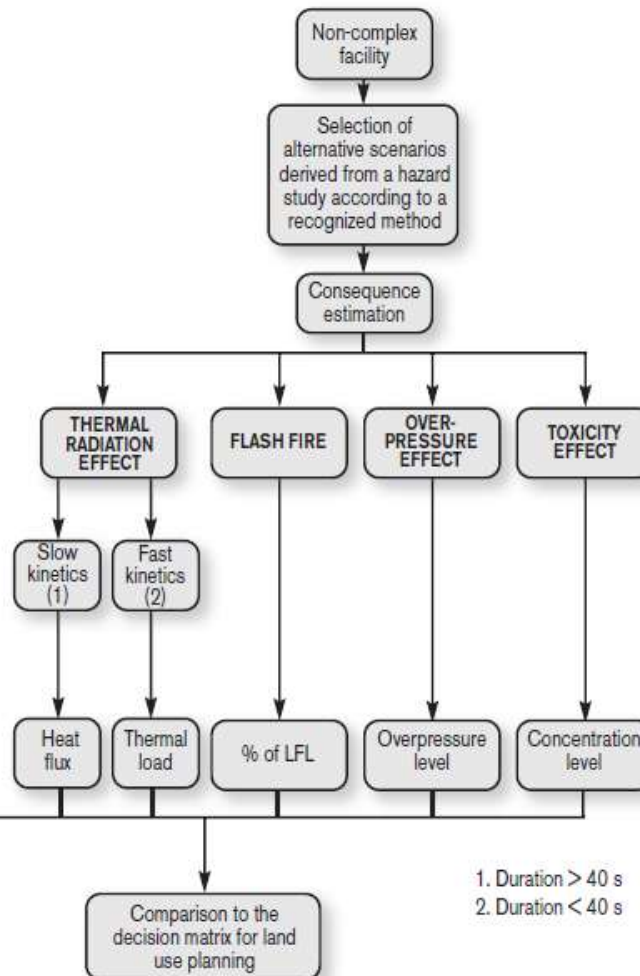 Non-complex
facility
Selection of
alternative scenarios
derived from a hazard
study according to a
recognized method
Consequence
estimation
THERMAL
RADIATION
EFFECT
FLASH FIRE
OVER-
PRESSURE
EFFECT
TOXICITY
EFFECT
Slow
kinetics
(1)
Fast
kinetics
(2)
Heat
flux
Thermal
load
% of LFL
Overpressure
level
Concentration
level
1. Duration > 40 s
2. Duration < 40 s
Comparison to the
decision matrix for land
use planning